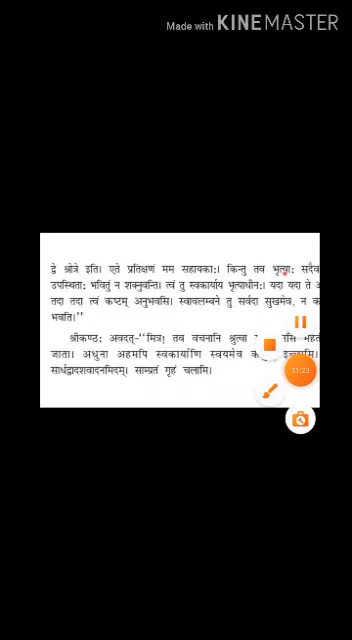 Made with KINEMASTER
द्वे श्रोत्रे इति। एते प्रतिक्षणं मम सहायकाः। किन्तु तव भृत्याः सदैव
उपस्थिताः भवितुं न शक्नुवन्ति। त्वं तु स्वकार्याय भृत्याधीनः। यदा यदा ते
तदा तदा त्वं कष्टम् अनुभवसि। स्वावलम्बने तु सर्वदा सुखमेव, न
भवति।"
श्रीकण्ठः अवदत्-"मित्र! तव वचनानि श्रुत्वा
जाता। अधुना अहमपि स्वकार्याणि स्वयमेव
सार्धद्वादशवादनमिदम्। साम्प्रतं गृहं चलामि।
11:23